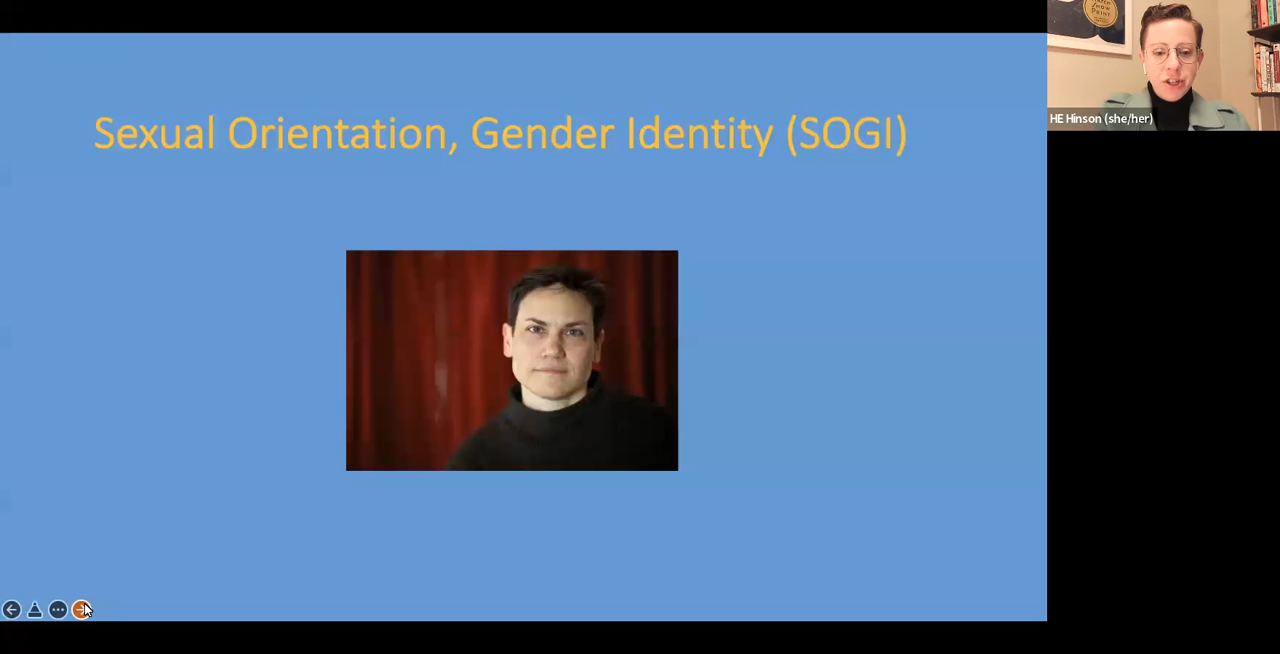 Sexual Orientation, Gender Identity (SOGI)
HE Hinson (she/her)